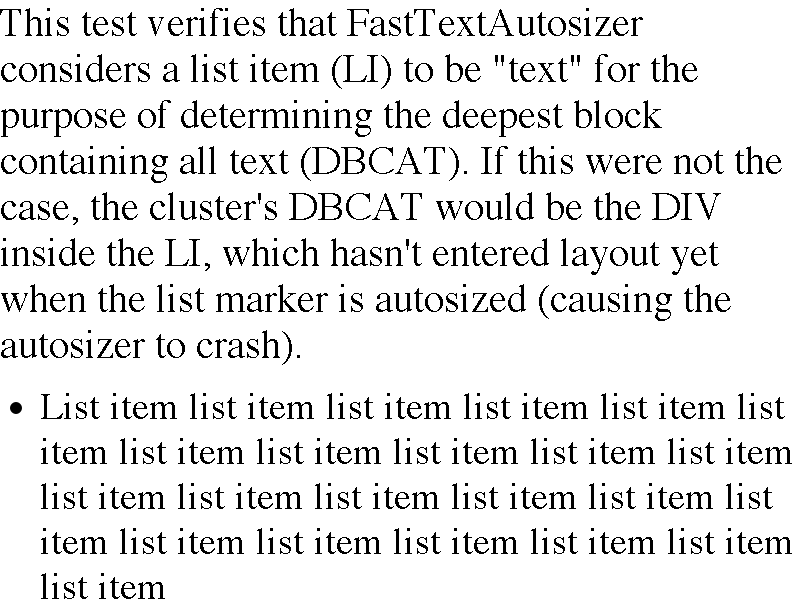 This test verifies that FastTextAutosizer
considers a list item (LI) to be "text" for the
purpose of determining the deepest block
containing all text (DBCAT). If this were not the
case, the cluster's DBCAT would be the DIV
inside the LI, which hasn't entered layout yet
when the list marker is autosized (causing the
autosizer to crash).
• List item list item list item list item list item list
item list item list item list item list item list item
list item list item list item list item list item list
item list item list item list item list item list item
list item